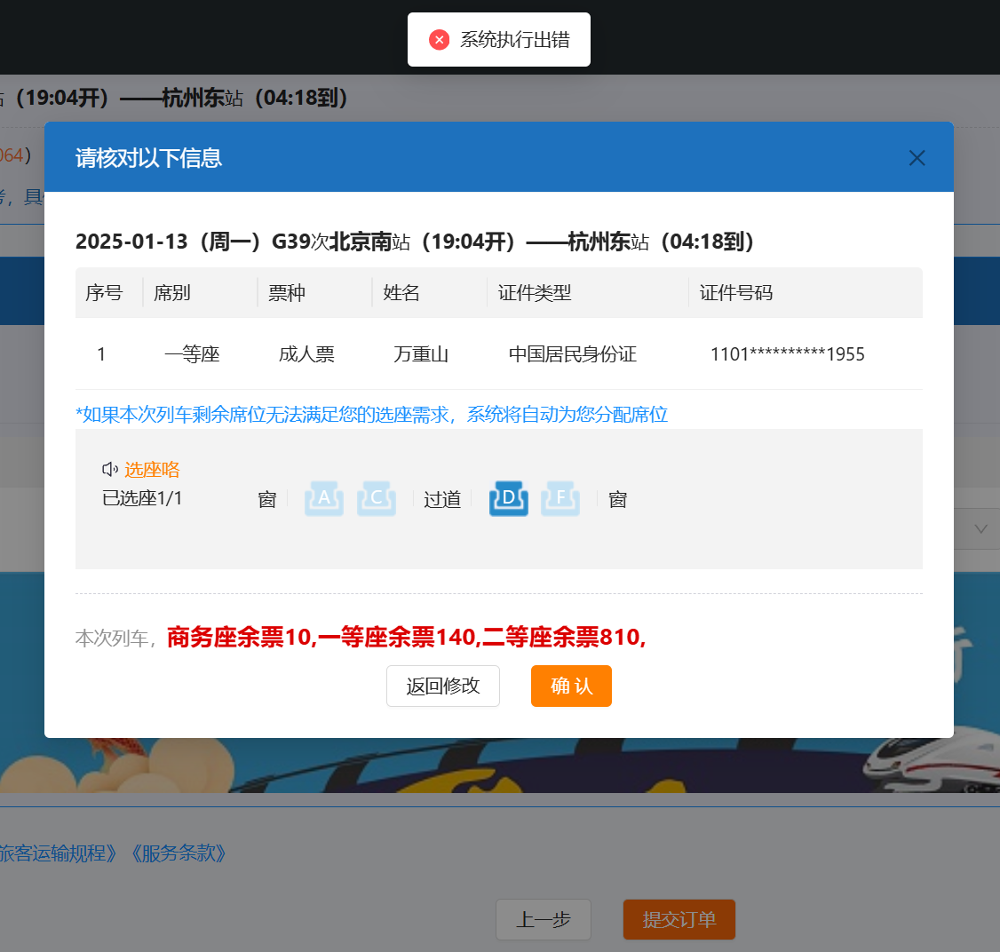 系统执行出错
（19:04开）——杭州东站（04:18到）
064）
请核对以下信息
2025-01-13（周一）G39次北京南站（19:04开）——杭州东站（04:18到）
序号 席别 票种 姓名 证件类型 证件号码
1 一等座 成人票 万重山 中国居民身份证 1101**********1955
*如果本次列车剩余席位无法满足您的选座需求，系统将自动为您分配席位
选座咯
已选座1/1 窗 A C 过道 D F 窗
本次列车，商务座余票10,一等座余票140,二等座余票810,
返回修改 确 认
旅客运输规程》《服务条款》
上一步 提交订单